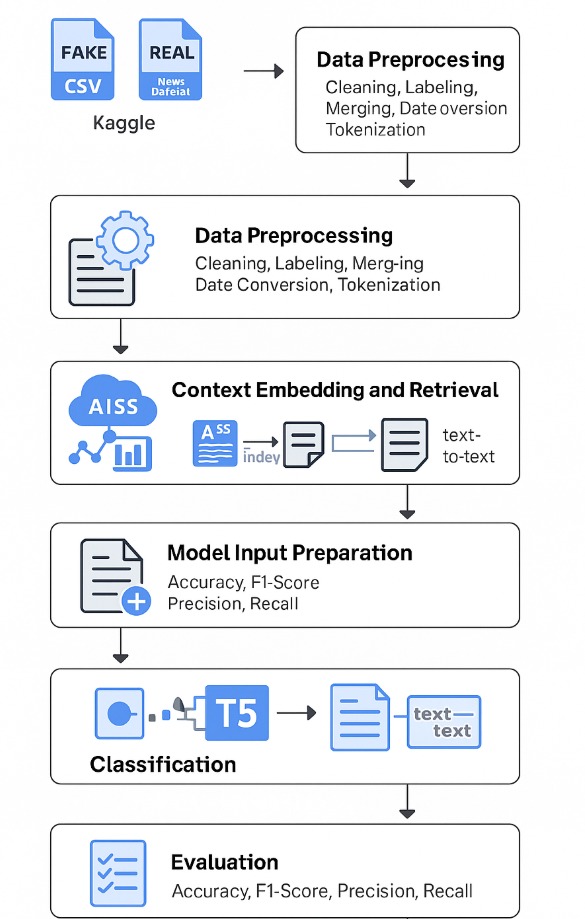 FAKE
CSV
REAL
News
Dafeial
Kaggle
Data Preprocesing
Cleaning, Labeling,
Merging, Date oversion
Tokenization
Data Preprocessing
Cleaning, Labeling, Merg-ing
Date Conversion, Tokenization
Context Embedding and Retrieval
AISS
ASS
indey
text-
to-text
Model Input Preparation
Accuracy, F1-Score
Precision, Recall
T5
text—
text
Classification
Evaluation
Accuracy, F1-Score, Precision, Recall